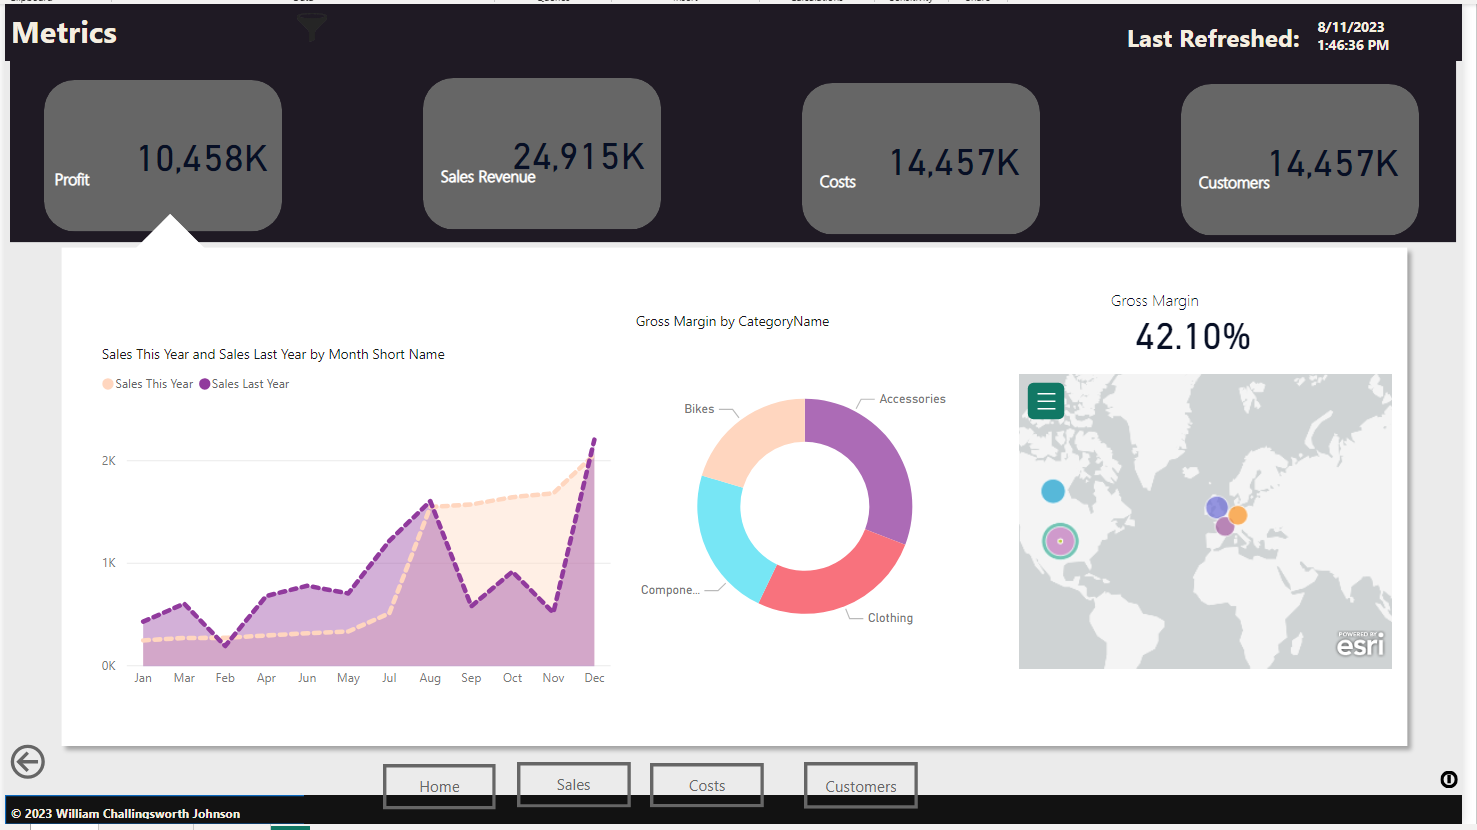 Metrics
Last Refreshed:
8/11/2023
1:46:36 PM
10,458K
Profit
24,915K
Sales Revenue
14,457K
Costs
14,457K
Customers
Gross Margin
42.10%
Gross Margin by CategoryName
Sales This Year and Sales Last Year by Month Short Name
Sales This Year Sales Last Year
2K
1K
0K
Jan Mar Feb Apr Jun May Jul Aug Sep Oct Nov Dec
Bikes
Accessories
Compone...
Clothing
POWERED BY
esri
Home
Sales
Costs
Customers
© 2023 William Challingsworth Johnson